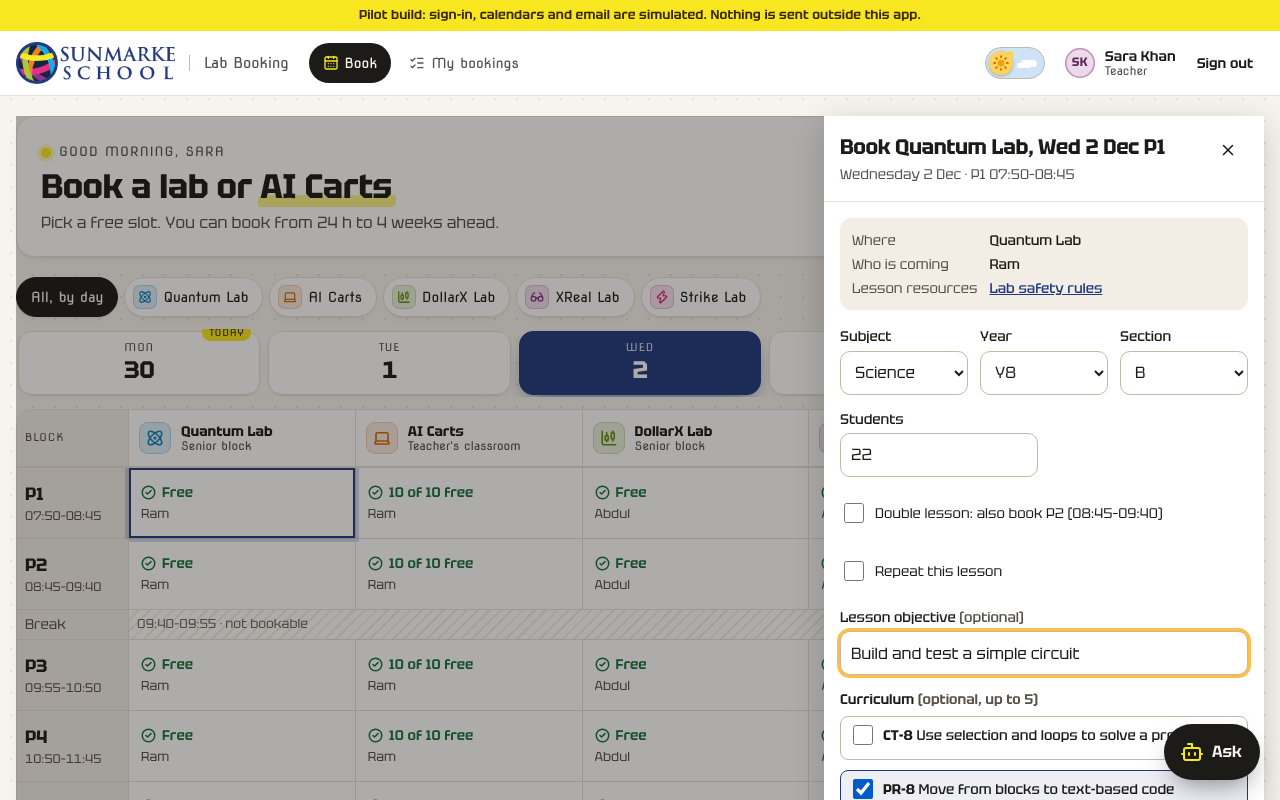 Pilot build: sign-in, calendars and email are simulated. Nothing is sent outside this app.
SUNMARKE SCHOOL
Lab Booking
Book
My bookings
SK
Sara Khan
Teacher
Sign out
GOOD MORNING, SARA
Book a lab or AI Carts
Pick a free slot. You can book from 24 h to 4 weeks ahead.
All, by day
Quantum Lab
AI Carts
DollarX Lab
XReal Lab
Strike Lab
TODAY
MON
30
TUE
1
WED
2
BLOCK
Quantum Lab
Senior block
AI Carts
Teacher's classroom
DollarX Lab
Senior block
P1
07:50-08:45
Free
Ram
10 of 10 free
Ram
Free
Abdul
P2
08:45-09:40
Free
Ram
10 of 10 free
Ram
Free
Abdul
Break
09:40-09:55 · not bookable
P3
09:55-10:50
Free
Ram
10 of 10 free
Ram
Free
Abdul
P4
10:50-11:45
Free
Ram
10 of 10 free
Ram
Free
Abdul
Book Quantum Lab, Wed 2 Dec P1
Wednesday 2 Dec · P1 07:50-08:45
Where Quantum Lab
Who is coming Ram
Lesson resources Lab safety rules
Subject Year Section
Science Y8 B
Students
22
Double lesson: also book P2 (08:45-09:40)
Repeat this lesson
Lesson objective (optional)
Build and test a simple circuit
Curriculum (optional, up to 5)
CT-8 Use selection and loops to solve a
Ask
PR-8 Move from blocks to text-based code